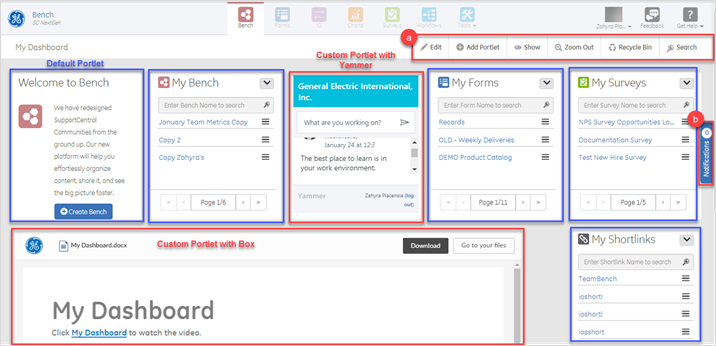 Bench
SC NextGen
Bench
Forms
IQ
Charts
Surveys
Workflows
Tools
Zahyra Pla...
Feedback
Get Help
My Dashboard
a
Edit
Add Portlet
Show
Zoom Out
Recycle Bin
Search
Default Portlet
Custom Portlet with
Yammer
Welcome to Bench
We have redesigned
SupportCentral
Communities from the
ground up. Our new
platform will help you
effortlessly organize
content, share it, and see
the big picture faster.
Create Bench
My Bench
Enter Bench Name to search
January Team Metrics Copy
Copy 2
Copy Zahyra's
« ‹ Page 1/6 › »
General Electric International,
Inc.
What are you working on?
January 24 at 12:3
The best place to learn is in
your work environment.
Yammer
Zahyra Plasencia (log
out)
My Forms
Enter Form Name to search
Records
OLD - Weekly Deliveries
DEMO Product Catalog
« ‹ Page 1/11 › »
My Surveys
Enter Survey Name to search
NPS Survey Opportunities Lo...
Documentation Survey
Test New Hire Survey
« ‹ Page 1/5 › »
b
Notifications 0
My Dashboard.docx
Custom Portlet with Box
Download
Go to your files
My Dashboard
Click My Dashboard to watch the video.
My Shortlinks
Enter Shortlink Name to search
TeamBench
ioshortl
ioshortl
iosshort